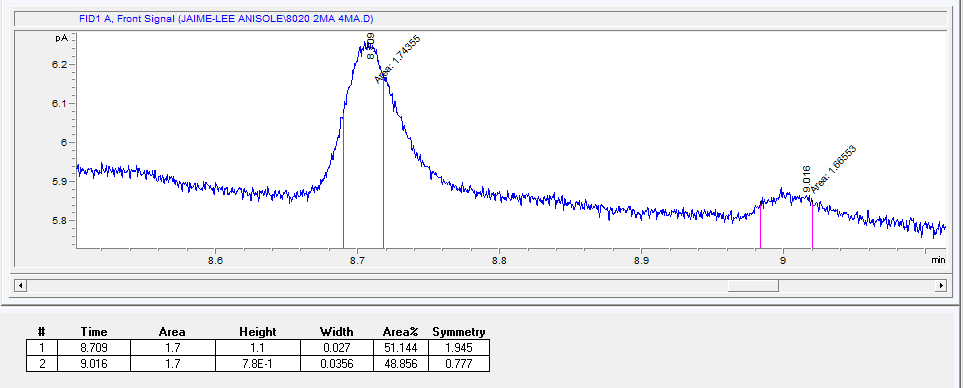 FID1 A, Front Signal (JAIME-LEE ANISOLE\8020 2MA 4MA.D)
pA
6.2
6.1
6
5.9
5.8
8.709
Area: 1.74355
9.016
Area: 1.66553
8.6 8.7 8.8 8.9 9 min
# Time Area Height Width Area% Symmetry
1 8.709 1.7 1.1 0.027 51.144 1.945
2 9.016 1.7 7.8E-1 0.0356 48.856 0.777